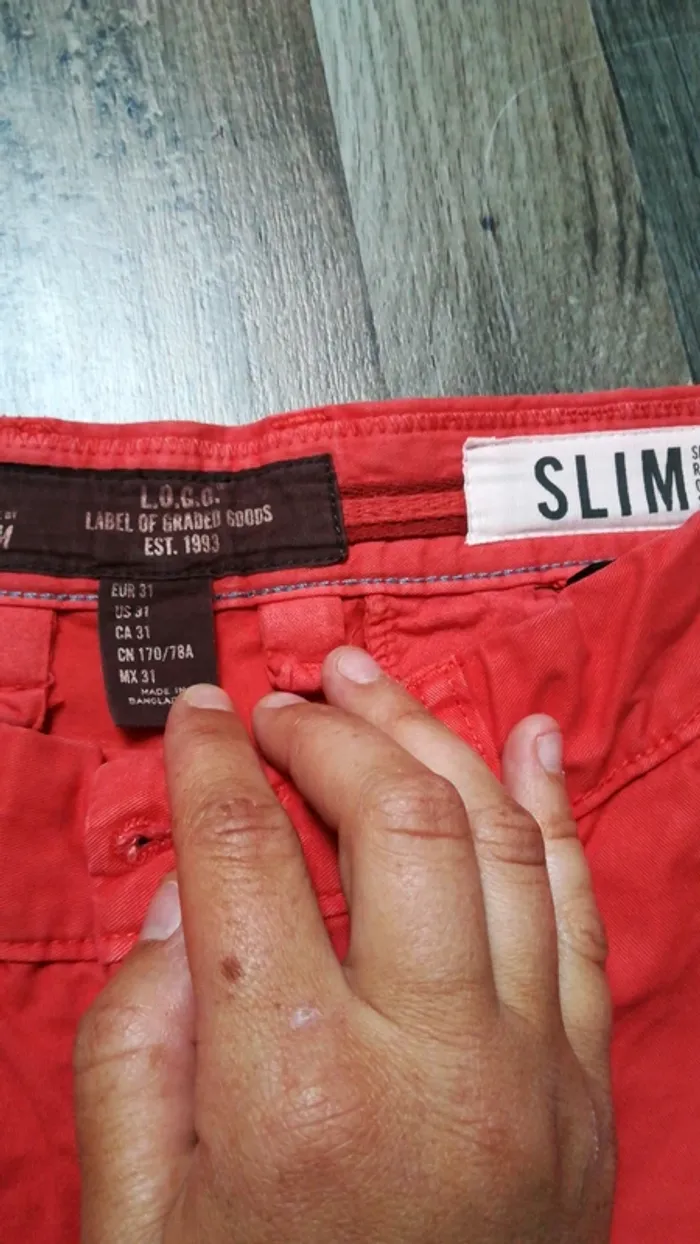 L.O.G.G.
LABEL OF GRADED GOODS
EST. 1993
SLIM
EUR 31
US 31
CA 31
CN 170/78A
MX 31
MADE IN